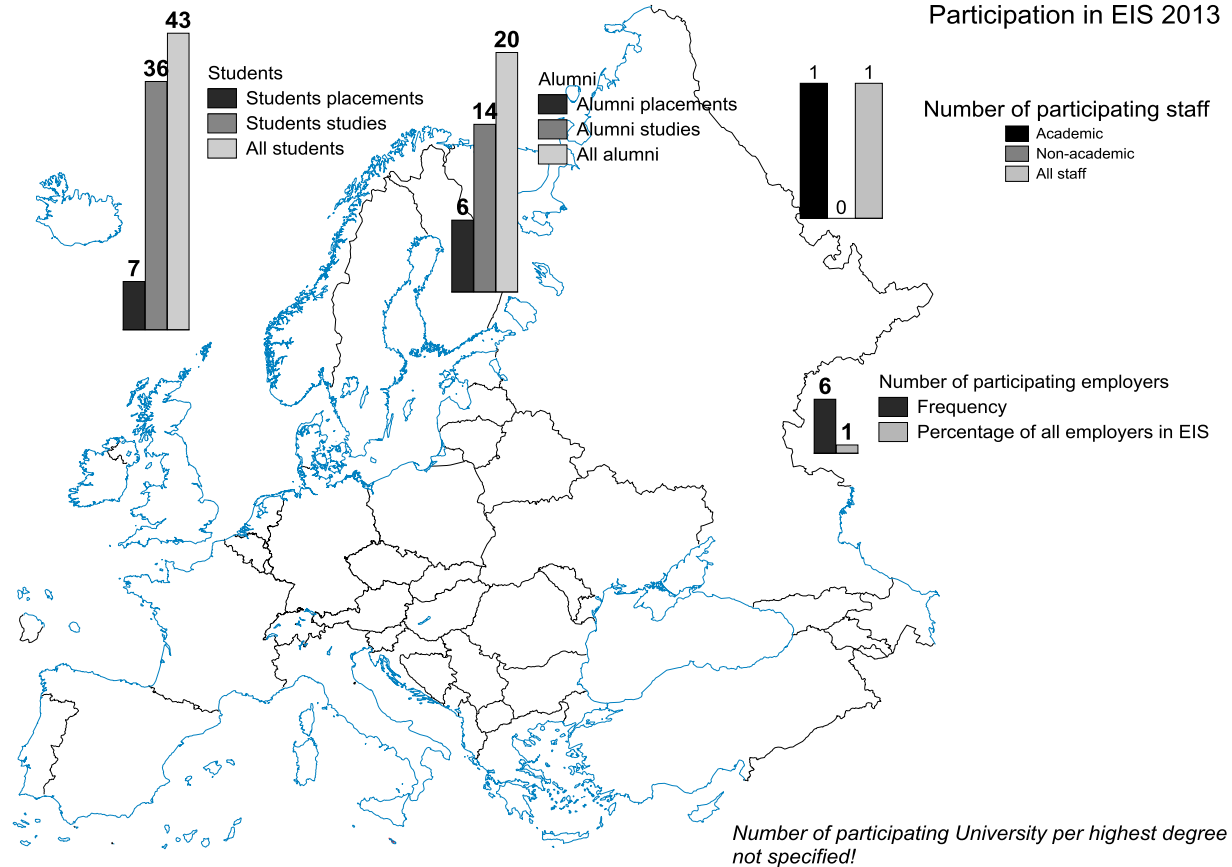 Participation in EIS 2013
43
36
7
Students
Students placements
Students studies
All students
20
14
6
Alumni
Alumni placements
Alumni studies
All alumni
1
0
1
Number of participating staff
Academic
Non-academic
All staff
6
1
Number of participating employers
Frequency
Percentage of all employers in EIS
Number of participating University per highest degree
not specified!